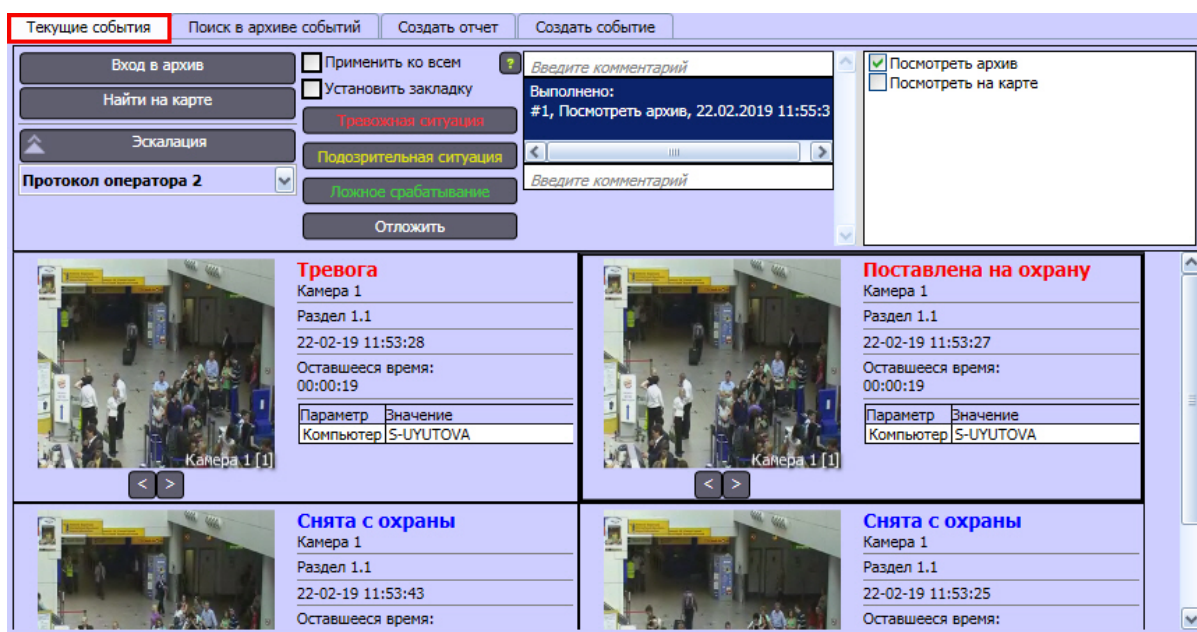 Текущие события
Поиск в архиве событий
Создать отчет
Создать событие
Вход в архив
Найти на карте
Эскалация
Протокол оператора 2
Применить ко всем
?
Установить закладку
Тревожная ситуация
Подозрительная ситуация
Ложное срабатывание
Отложить
Введите комментарий
Выполнено:
#1, Посмотреть архив, 22.02.2019 11:55:3
Введите комментарий
Посмотреть архив
Посмотреть на карте
Тревога
Камера 1
Раздел 1.1
22-02-19 11:53:28
Оставшееся время:
00:00:19
Параметр Значение
Компьютер S-UYUTOVA
Камера 1 [1]
< >
Поставлена на охрану
Камера 1
Раздел 1.1
22-02-19 11:53:27
Оставшееся время:
00:00:19
Параметр Значение
Компьютер S-UYUTOVA
Камера 1 [1]
< >
Снята с охраны
Камера 1
Раздел 1.1
22-02-19 11:53:43
Оставшееся время:
Снята с охраны
Камера 1
Раздел 1.1
22-02-19 11:53:25
Оставшееся время: